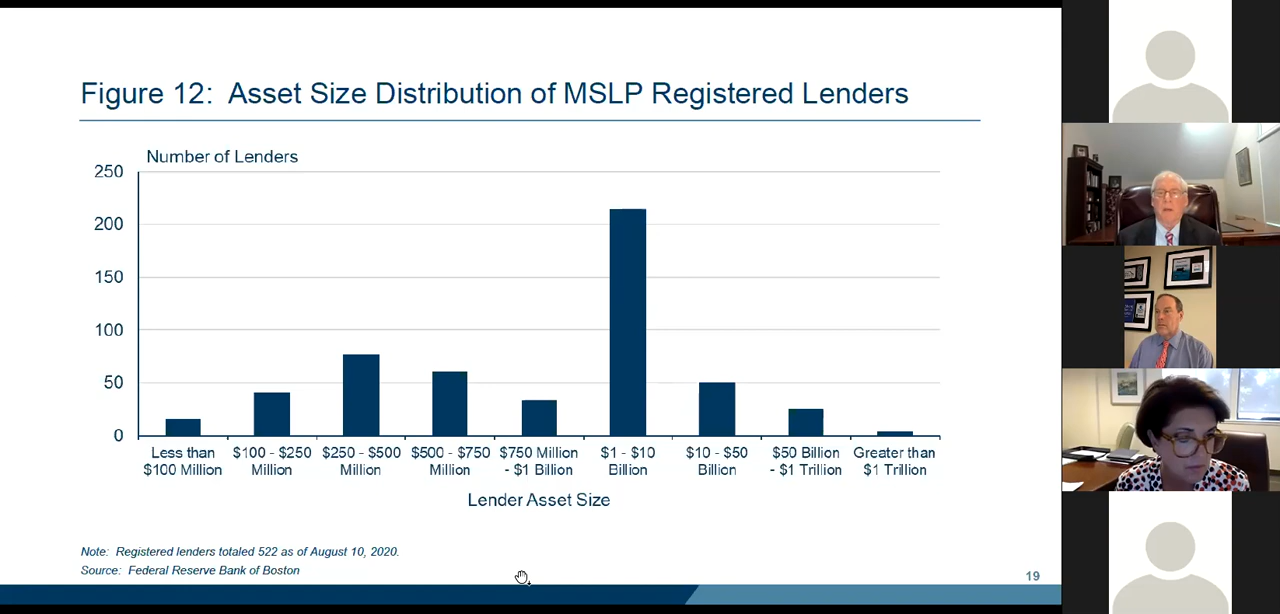 Figure 12:  Asset Size Distribution of MSLP Registered Lenders
Number of Lenders
250
200
150
100
50
0
Less than
$100 Million
$100 - $250
Million
$250 - $500
Million
$500 - $750
Million
$750 Million
- $1 Billion
$1 - $10
Billion
$10 - $50
Billion
$50 Billion
- $1 Trillion
Greater than
$1 Trillion
Lender Asset Size
Note:  Registered lenders totaled 522 as of August 10, 2020.
Source:  Federal Reserve Bank of Boston
19